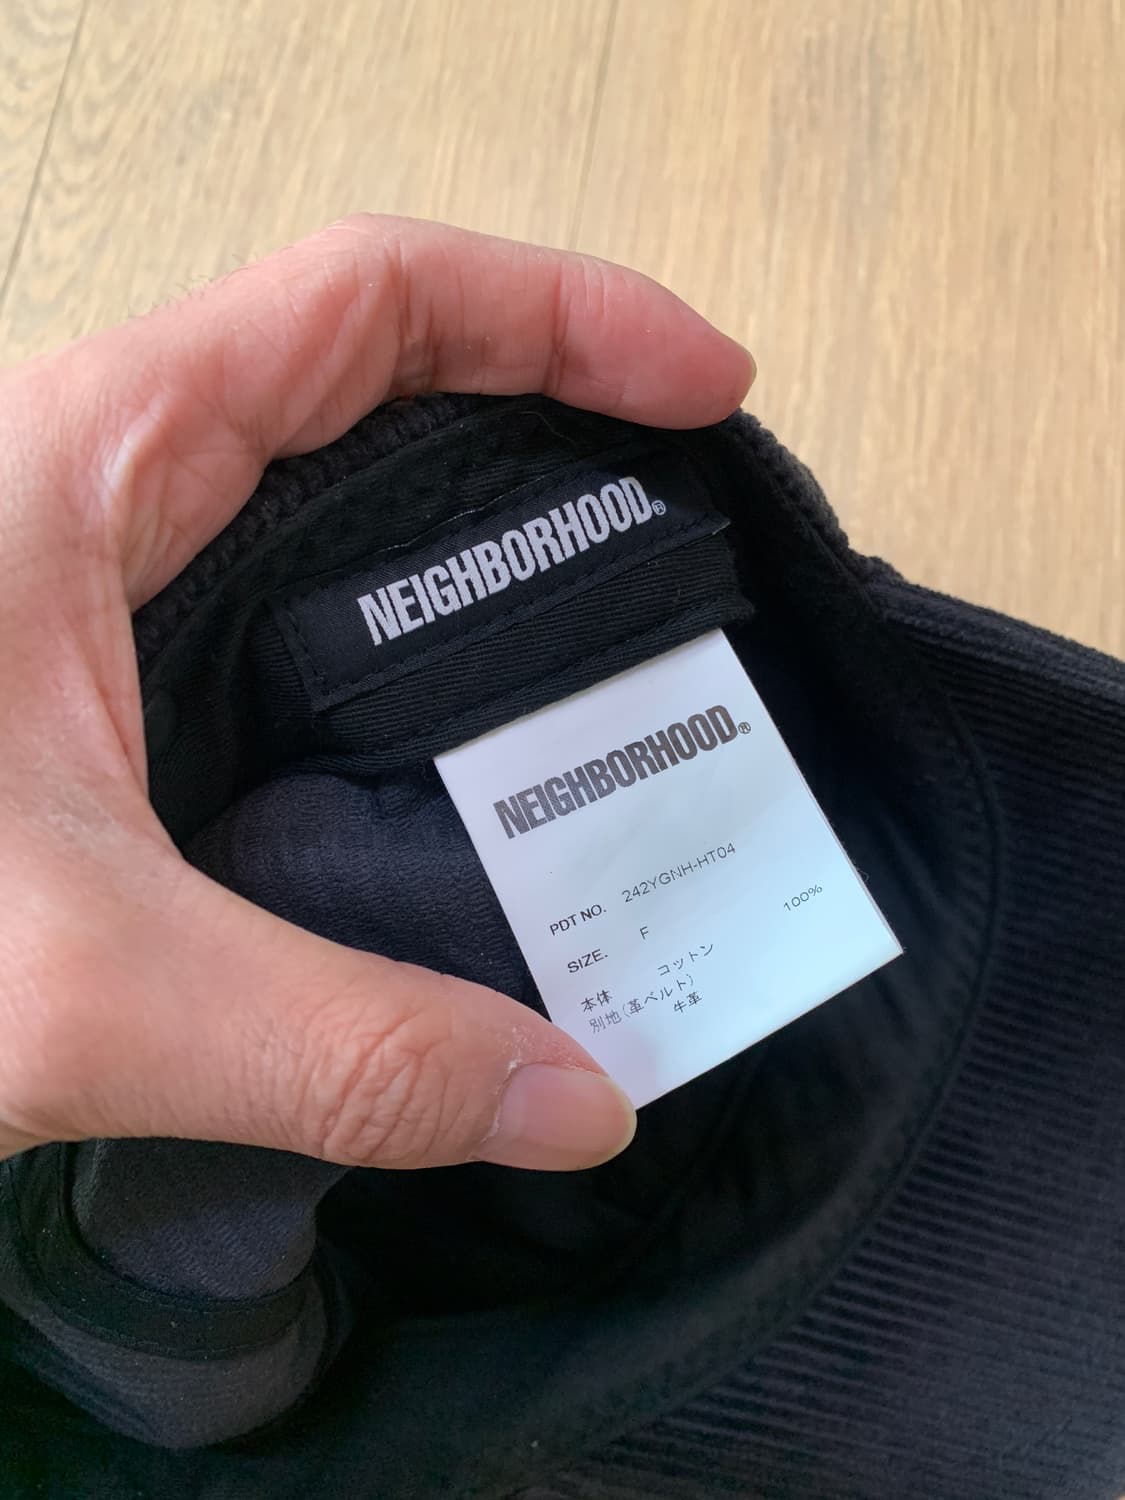 NEIGHBORHOOD®
NEIGHBORHOOD®
PDT NO. 242YGNH-HT04
SIZE. F
本体 コットン 100%
別地(革ベルト)
牛革